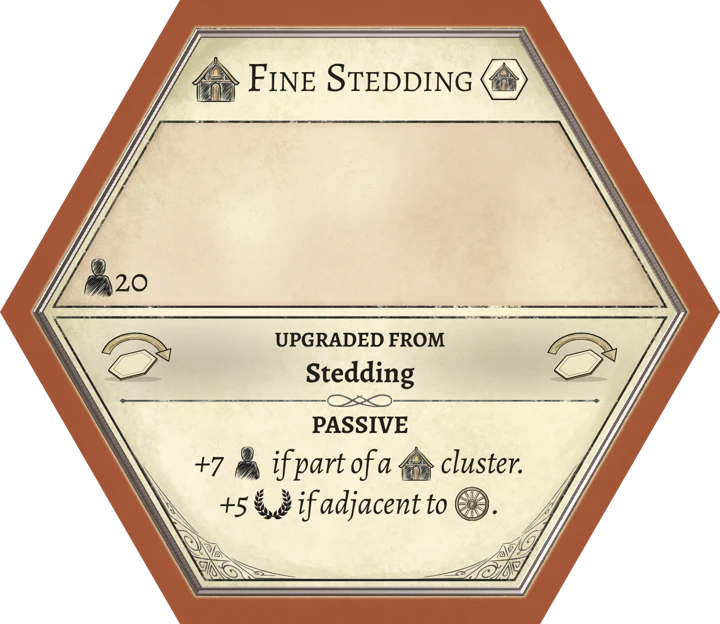 Fine Stedding
20
UPGRADED FROM
Stedding
PASSIVE
+7 if part of a cluster.
+5 if adjacent to .